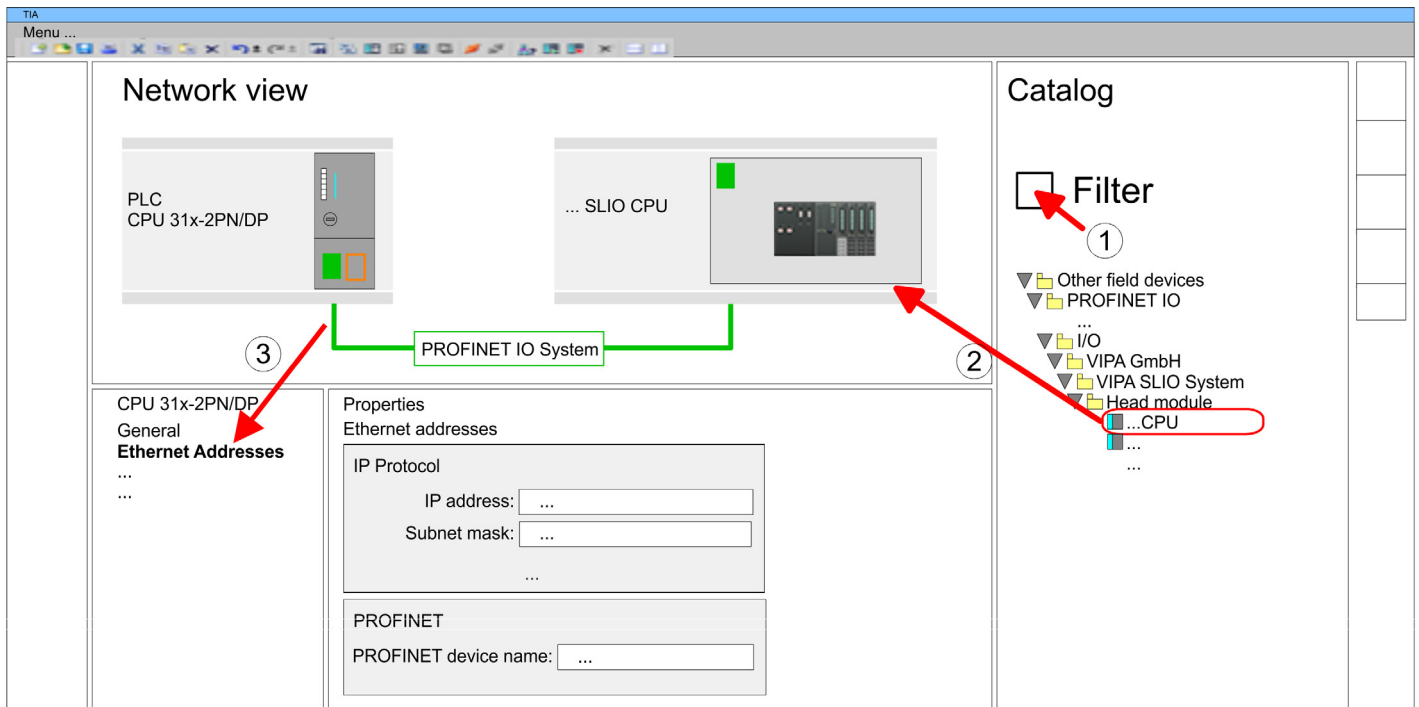 TIA
Menu ...
Network view
PLC
CPU 31x-2PN/DP
... SLIO CPU
PROFINET IO System
3
2
Catalog
Filter
1
Other field devices
PROFINET IO
...
I/O
VIPA GmbH
VIPA SLIO System
Head module
...CPU
...
...
CPU 31x-2PN/DP
General
Ethernet Addresses
...
...
Properties
Ethernet addresses
IP Protocol
IP address: ...
Subnet mask: ...
...
PROFINET
PROFINET device name: ...